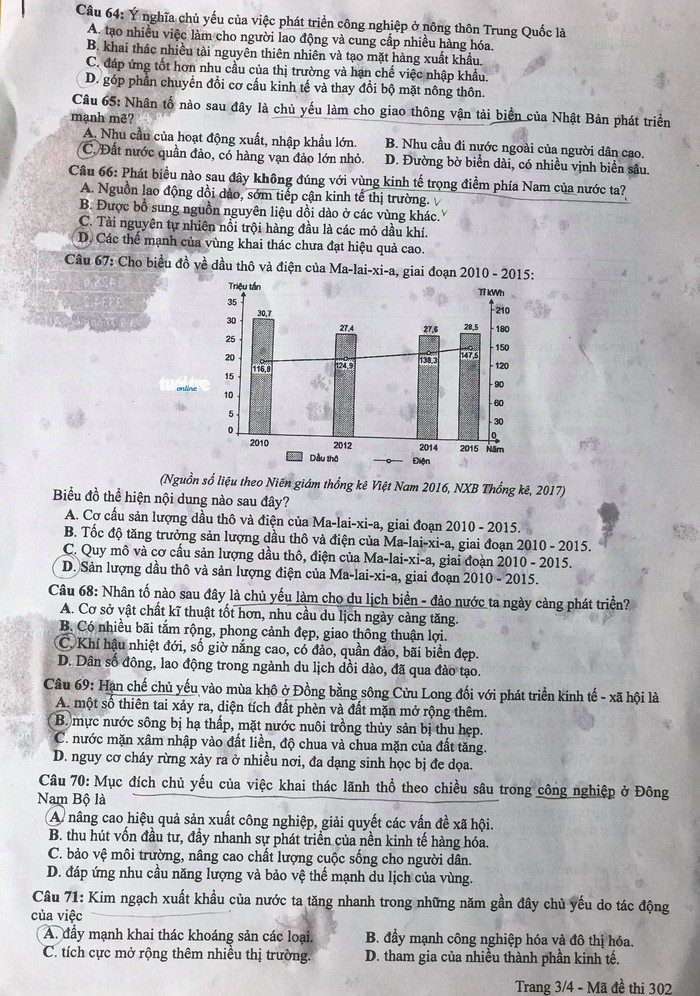 Câu 64: Ý nghĩa chủ yếu của việc phát triển công nghiệp ở nông thôn Trung Quốc là
A. tạo nhiều việc làm cho người lao động và cung cấp nhiều hàng hóa.
B. khai thác nhiều tài nguyên thiên nhiên và tạo mặt hàng xuất khẩu.
C. đáp ứng tốt hơn nhu cầu của thị trường và hạn chế việc nhập khẩu.
D. góp phần chuyển đổi cơ cấu kinh tế và thay đổi bộ mặt nông thôn.
Câu 65: Nhân tố nào sau đây là chủ yếu làm cho giao thông vận tải biển của Nhật Bản phát triển
mạnh mẽ?
A. Nhu cầu của hoạt động xuất, nhập khẩu lớn. B. Nhu cầu đi nước ngoài của người dân cao.
C. Đất nước quần đảo, có hàng vạn đảo lớn nhỏ. D. Đường bờ biển dài, có nhiều vịnh biển sâu.
Câu 66: Phát biểu nào sau đây không đúng với vùng kinh tế trọng điểm phía Nam của nước ta?
A. Nguồn lao động dồi dào, sớm tiếp cận kinh tế thị trường.
B. Được bổ sung nguồn nguyên liệu dồi dào ở các vùng khác.
C. Tài nguyên tự nhiên nổi trội hàng đầu là các mỏ dầu khí.
D. Các thế mạnh của vùng khai thác chưa đạt hiệu quả cao.
Câu 67: Cho biểu đồ về dầu thô và điện của Ma-lai-xi-a, giai đoạn 2010 - 2015:
Triệu tấn Tỉ kWh
35 210
30 30,7 27,4 27,6 28,5 180
25 150
20 116,8 124,9 138,3 147,5 120
15 90
10 60
5 30
0 0
2010 2012 2014 2015 Năm
Dầu thô Điện
tuổi trẻ
online
(Nguồn số liệu theo Niên giám thống kê Việt Nam 2016, NXB Thống kê, 2017)
Biểu đồ thể hiện nội dung nào sau đây?
A. Cơ cấu sản lượng dầu thô và điện của Ma-lai-xi-a, giai đoạn 2010 - 2015.
B. Tốc độ tăng trưởng sản lượng dầu thô và điện của Ma-lai-xi-a, giai đoạn 2010 - 2015.
C. Quy mô và cơ cấu sản lượng dầu thô, điện của Ma-lai-xi-a, giai đoạn 2010 - 2015.
D. Sản lượng dầu thô và sản lượng điện của Ma-lai-xi-a, giai đoạn 2010 - 2015.
Câu 68: Nhân tố nào sau đây là chủ yếu làm cho du lịch biển - đảo nước ta ngày càng phát triển?
A. Cơ sở vật chất kĩ thuật tốt hơn, nhu cầu du lịch ngày càng tăng.
B. Có nhiều bãi tắm rộng, phong cảnh đẹp, giao thông thuận lợi.
C. Khí hậu nhiệt đới, số giờ nắng cao, có đảo, quần đảo, bãi biển đẹp.
D. Dân số đông, lao động trong ngành du lịch dồi dào, đã qua đào tạo.
Câu 69: Hạn chế chủ yếu vào mùa khô ở Đồng bằng sông Cửu Long đối với phát triển kinh tế - xã hội là
A. một số thiên tai xảy ra, diện tích đất phèn và đất mặn mở rộng thêm.
B. mực nước sông bị hạ thấp, mặt nước nuôi trồng thủy sản bị thu hẹp.
C. nước mặn xâm nhập vào đất liền, độ chua và chua mặn của đất tăng.
D. nguy cơ cháy rừng xảy ra ở nhiều nơi, đa dạng sinh học bị đe dọa.
Câu 70: Mục đích chủ yếu của việc khai thác lãnh thổ theo chiều sâu trong công nghiệp ở Đông
Nam Bộ là
A. nâng cao hiệu quả sản xuất công nghiệp, giải quyết các vấn đề xã hội.
B. thu hút vốn đầu tư, đẩy nhanh sự phát triển của nền kinh tế hàng hóa.
C. bảo vệ môi trường, nâng cao chất lượng cuộc sống cho người dân.
D. đáp ứng nhu cầu năng lượng và bảo vệ thế mạnh du lịch của vùng.
Câu 71: Kim ngạch xuất khẩu của nước ta tăng nhanh trong những năm gần đây chủ yếu do tác động
của việc
A. đẩy mạnh khai thác khoáng sản các loại. B. đẩy mạnh công nghiệp hóa và đô thị hóa.
C. tích cực mở rộng thêm nhiều thị trường. D. tham gia của nhiều thành phần kinh tế.
Trang 3/4 - Mã đề thi 302